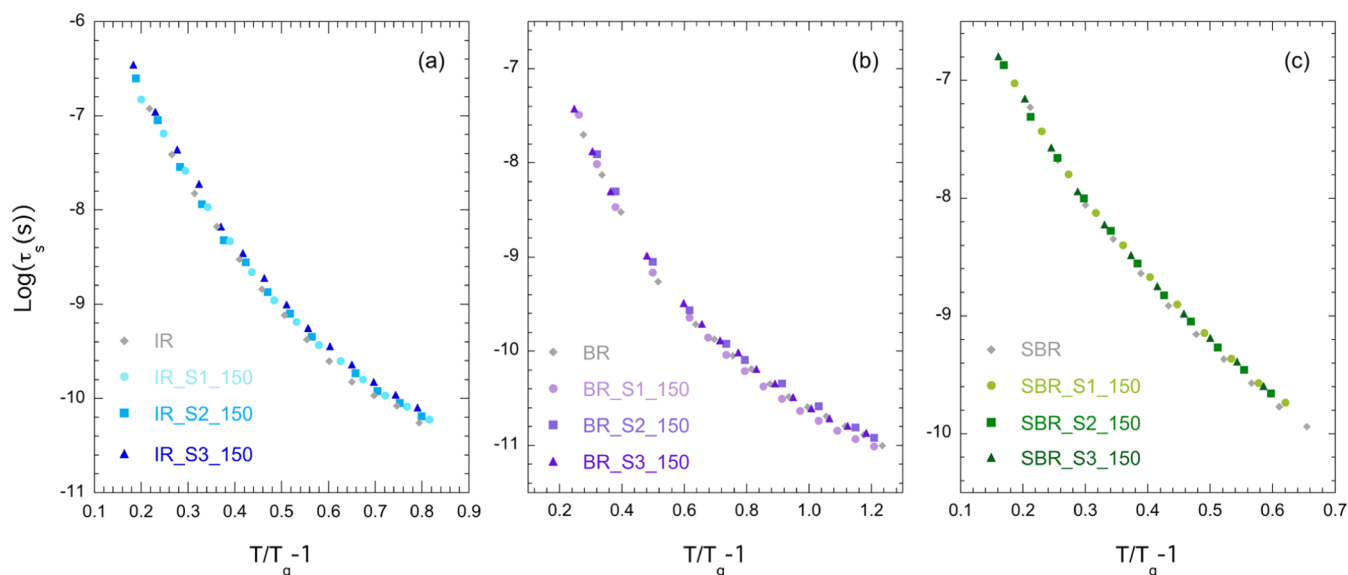 -6
-7
-8
-9
-10
-11
Log(τs(s))
(a)
IR
IR_S1_150
IR_S2_150
IR_S3_150
0.1 0.2 0.3 0.4 0.5 0.6 0.7 0.8 0.9
T/Tg-1
-7
-8
-9
-10
-11
(b)
BR
BR_S1_150
BR_S2_150
BR_S3_150
0.2 0.4 0.6 0.8 1.0 1.2
T/Tg-1
-7
-8
-9
-10
(c)
SBR
SBR_S1_150
SBR_S2_150
SBR_S3_150
0.1 0.2 0.3 0.4 0.5 0.6 0.7
T/Tg-1